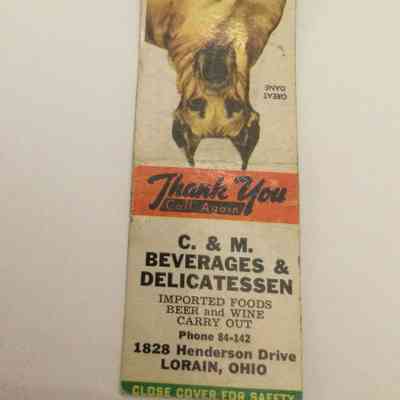 GREAT
DANE
Thank You
Call Again
C. & M.
BEVERAGES &
DELICATESSEN
IMPORTED FOODS
BEER and WINE
CARRY OUT
Phone 84-142
1828 Henderson Drive
LORAIN, OHIO
CLOSE COVER FOR SAFETY